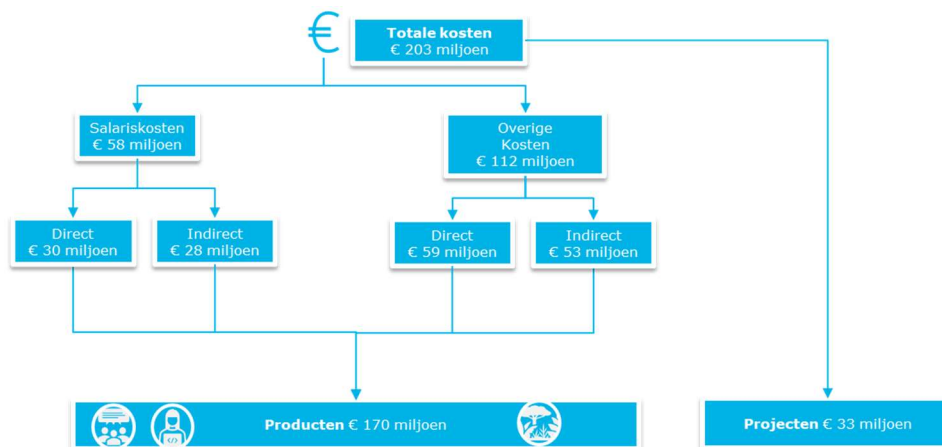 €
Totale kosten
€ 203 miljoen
Salariskosten
€ 58 miljoen
Overige
Kosten
€ 112 miljoen
Direct
€ 30 miljoen
Indirect
€ 28 miljoen
Direct
€ 59 miljoen
Indirect
€ 53 miljoen
Producten € 170 miljoen
Projecten € 33 miljoen